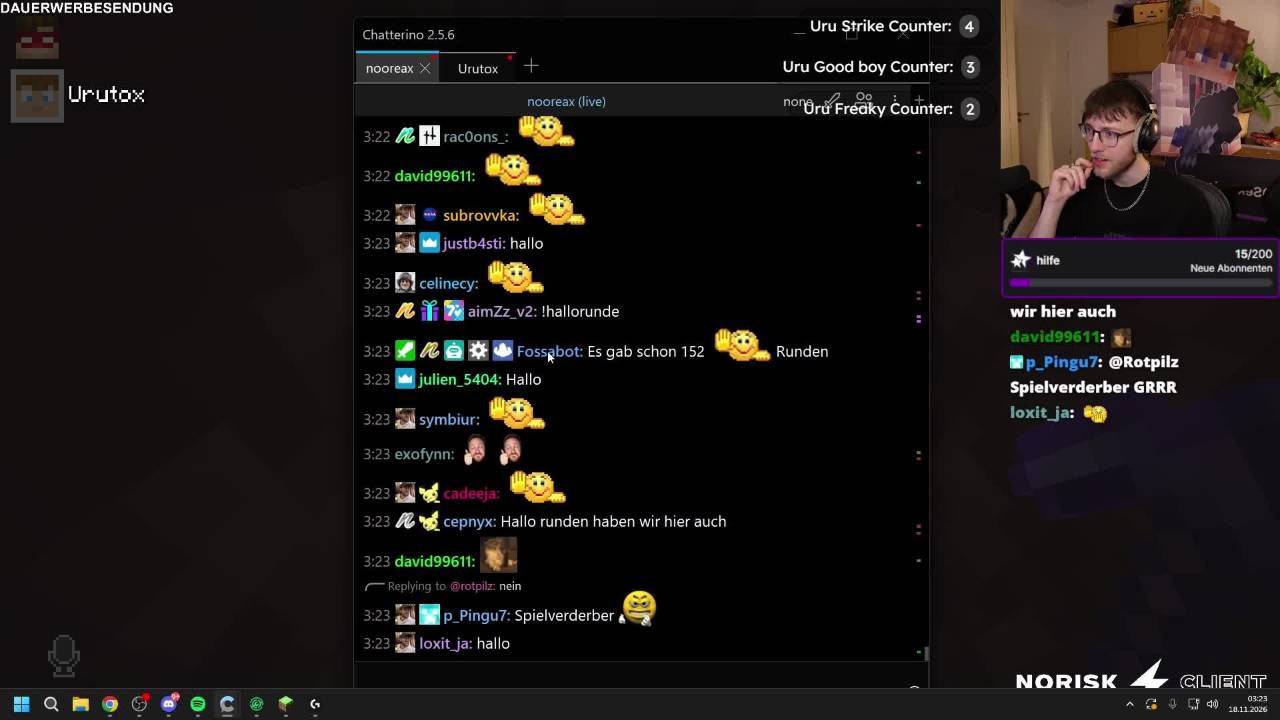 DAUERWERBESENDUNG
Urutox
Chatterino 2.5.6
nooreax
Urutox
nooreax (live)
none
Uru Strike Counter: 4
Uru Good boy Counter: 3
Uru Freaky Counter: 2
3:22 rac0ons_:
3:22 david99611:
3:22 subrovvka:
3:23 justb4sti: hallo
3:23 celinecy:
3:23 aimZz_v2: !hallorunde
3:23 Fossabot: Es gab schon 152 Runden
3:23 julien_5404: Hallo
3:23 symbiur:
3:23 exofynn:
3:23 cadeeja:
3:23 cepnyx: Hallo runden haben wir hier auch
3:23 david99611:
Replying to @rotpilz: nein
3:23 p_Pingu7: Spielverderber
3:23 loxit_ja: hallo
hilfe
15/200
Neue Abonnenten
wir hier auch
david99611:
p_Pingu7: @Rotpilz
Spielverderber GRRR
loxit_ja:
NORISK CLIENT
03:23
18.11.2026